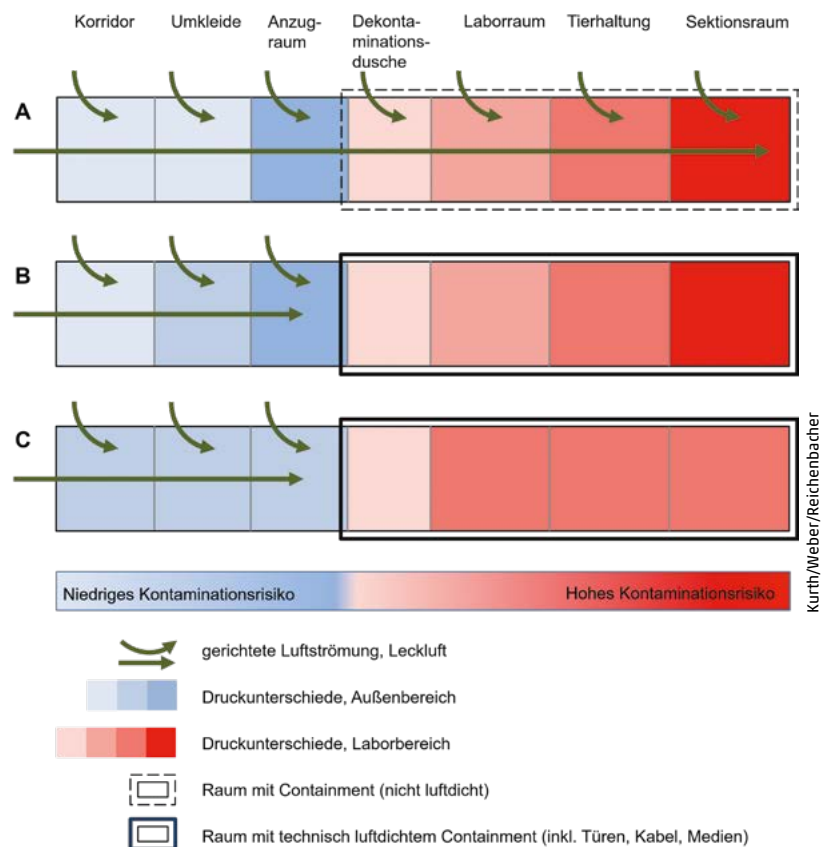 Korridor
Umkleide
Anzug-
raum
Dekonta-
minations-
dusche
Laborraum
Tierhaltung
Sektionsraum
A
B
C
Kurth/Weber/Reichenbacher
Niedriges Kontaminationsrisiko
Hohes Kontaminationsrisiko
gerichtete Luftströmung, Leckluft
Druckunterschiede, Außenbereich
Druckunterschiede, Laborbereich
Raum mit Containment (nicht luftdicht)
Raum mit technisch luftdichtem Containment (inkl. Türen, Kabel, Medien)